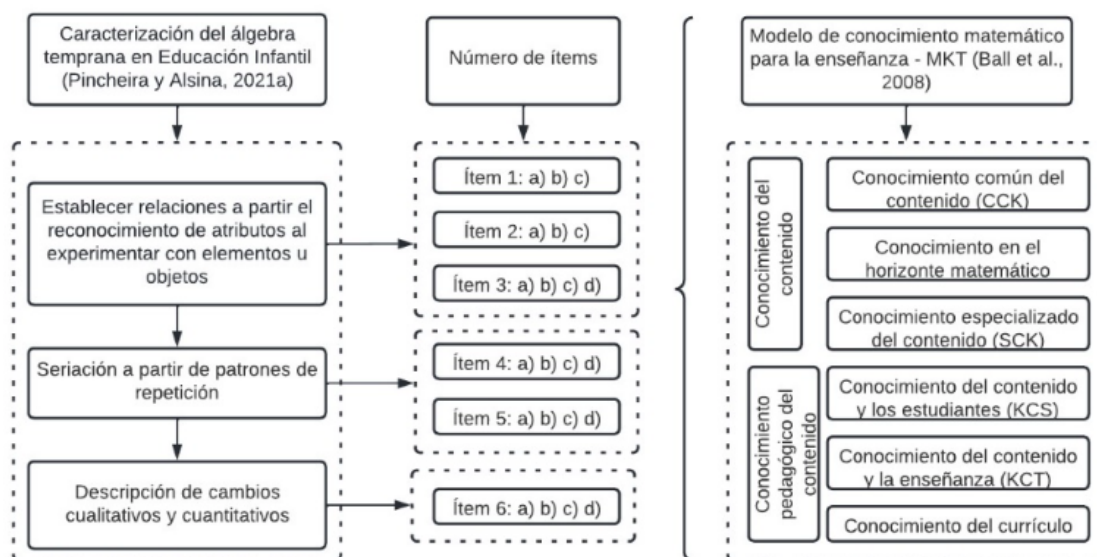 Caracterización del álgebra
temprana en Educación Infantil
(Pincheira y Alsina, 2021a)
Establecer relaciones a partir el
reconocimiento de atributos al
experimentar con elementos u
objetos
Seriación a partir de patrones de
repetición
Descripción de cambios
cualitativos y cuantitativos
Número de ítems
Ítem 1: a) b) c)
Ítem 2: a) b) c)
Ítem 3: a) b) c) d)
Ítem 4: a) b) c) d)
Ítem 5: a) b) c) d)
Ítem 6: a) b) c) d)
Modelo de conocimiento matemático
para la enseñanza - MKT (Ball et al.,
2008)
Conocimiento del
contenido
Conocimiento común del
contenido (CCK)
Conocimiento en el
horizonte matemático
Conocimiento especializado
del contenido (SCK)
Conocimiento
pedagógico del
contenido
Conocimiento del contenido
y los estudiantes (KCS)
Conocimiento del contenido
y la enseñanza (KCT)
Conocimiento del currículo